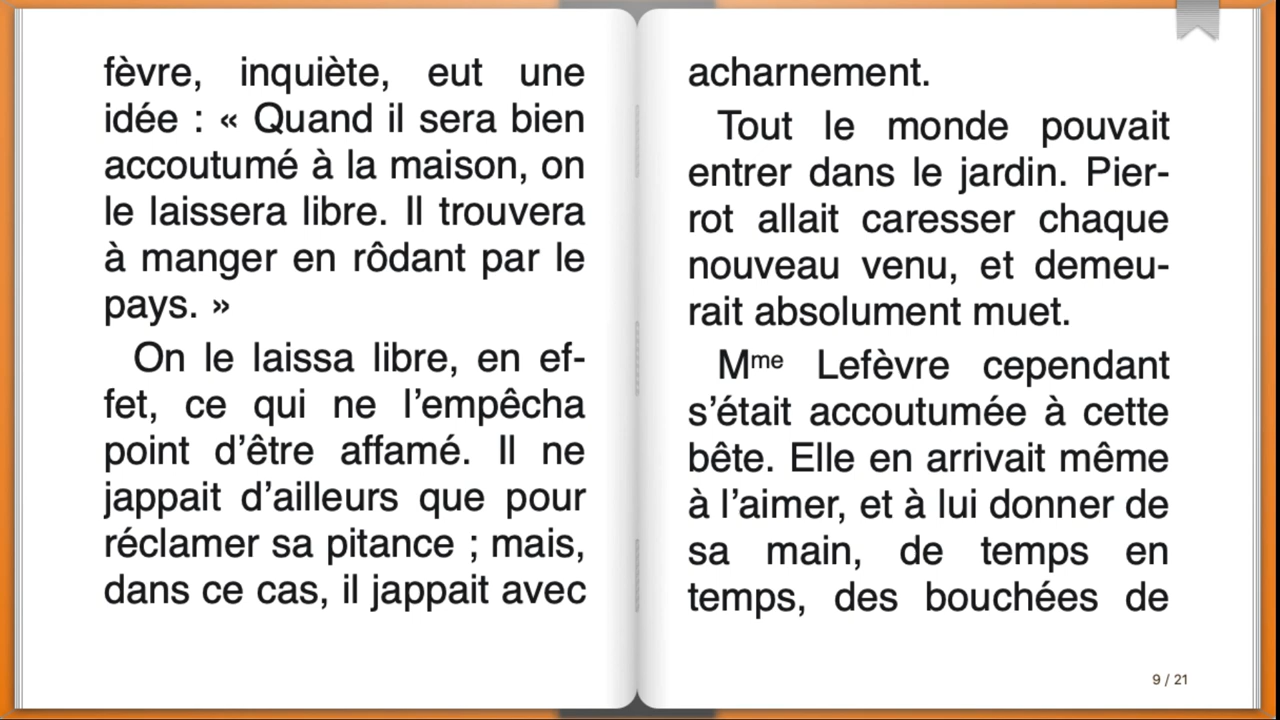 fèvre, inquiète, eut une
idée : « Quand il sera bien
accoutumé à la maison, on
le laissera libre. Il trouvera
à manger en rôdant par le
pays. »
On le laissa libre, en ef-
fet, ce qui ne l’empêcha
point d’être affamé. Il ne
jappait d’ailleurs que pour
réclamer sa pitance ; mais,
dans ce cas, il jappait avec
acharnement.
Tout le monde pouvait
entrer dans le jardin. Pier-
rot allait caresser chaque
nouveau venu, et demeu-
rait absolument muet.
Mme Lefèvre cependant
s’était accoutumée à cette
bête. Elle en arrivait même
à l’aimer, et à lui donner de
sa main, de temps en
temps, des bouchées de
9 / 21